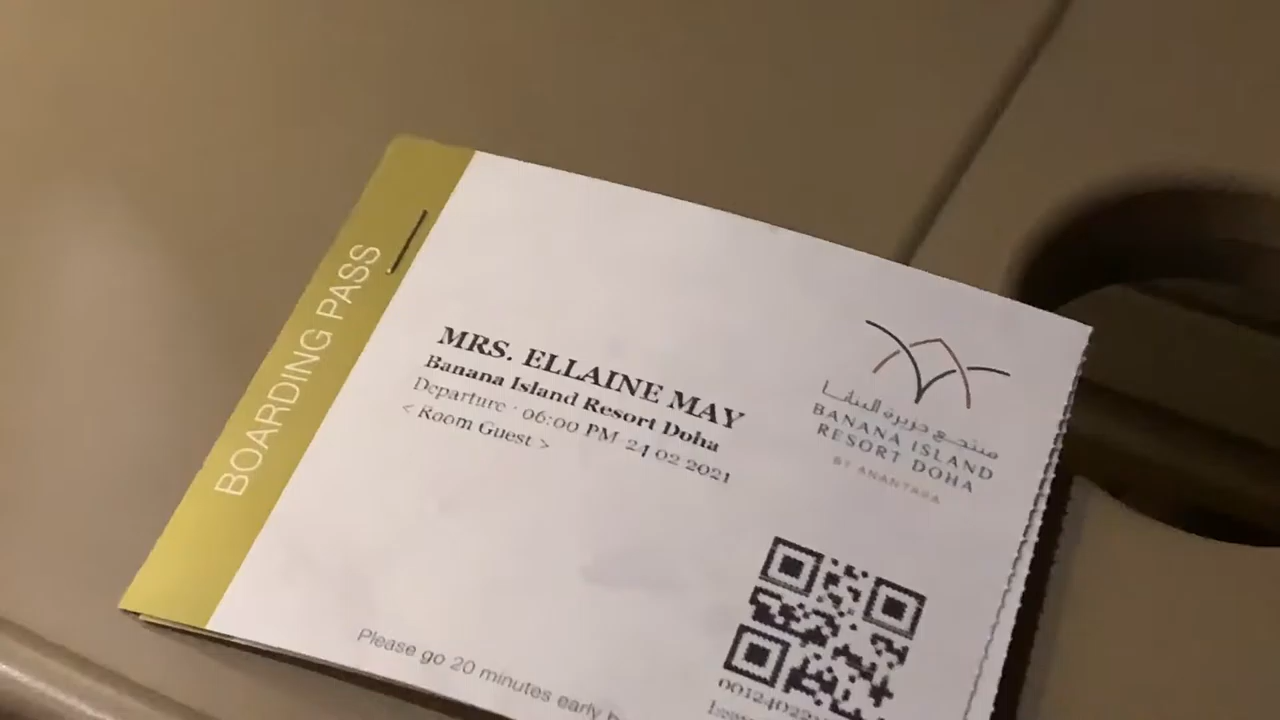 BOARDING PASS
MRS. ELLAINE MAY
Banana Island Resort Doha
Departure : 06:00 PM 24 02 2021
< Room Guest >
منتجع جزيرة البنانا
BANANA ISLAND
RESORT DOHA
BY ANANTARA
Please go 20 minutes early